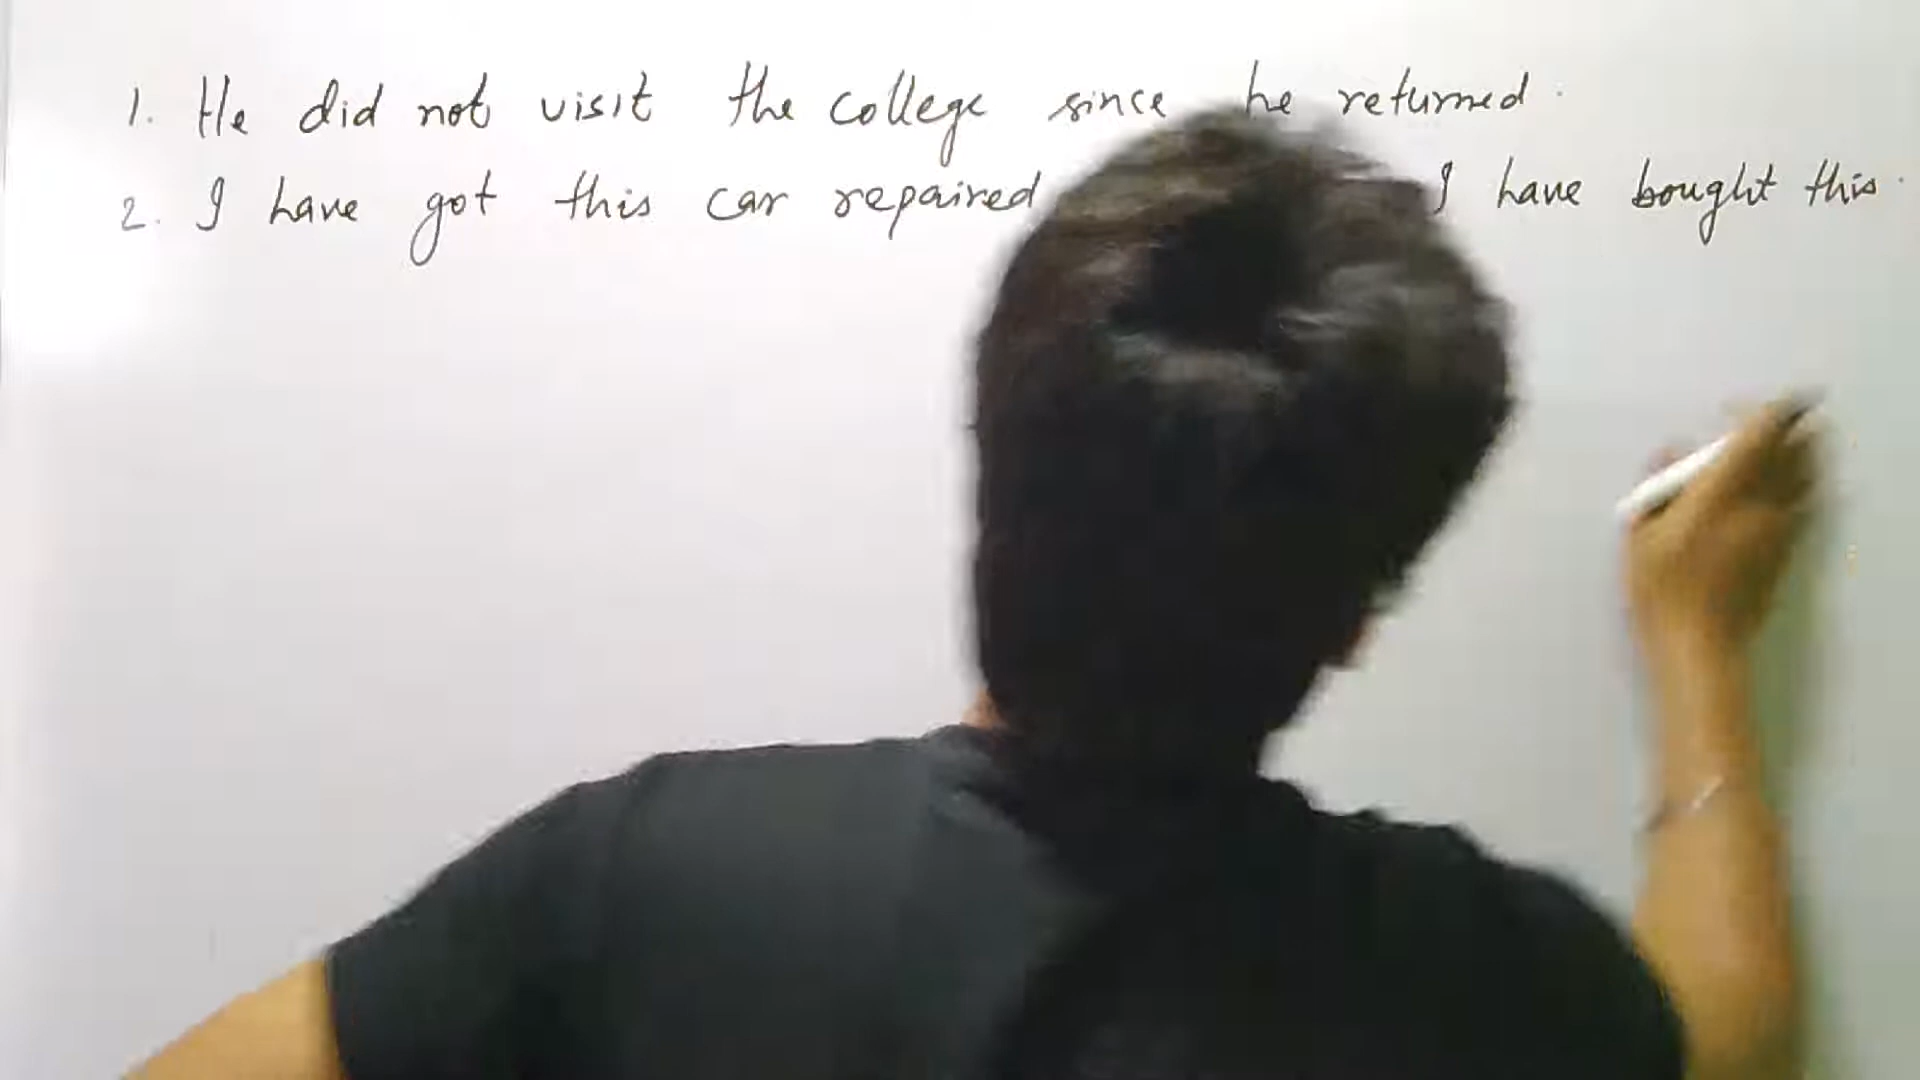 1. He did not visit the college since he returned.
2. I have got this car repaired I have bought this.